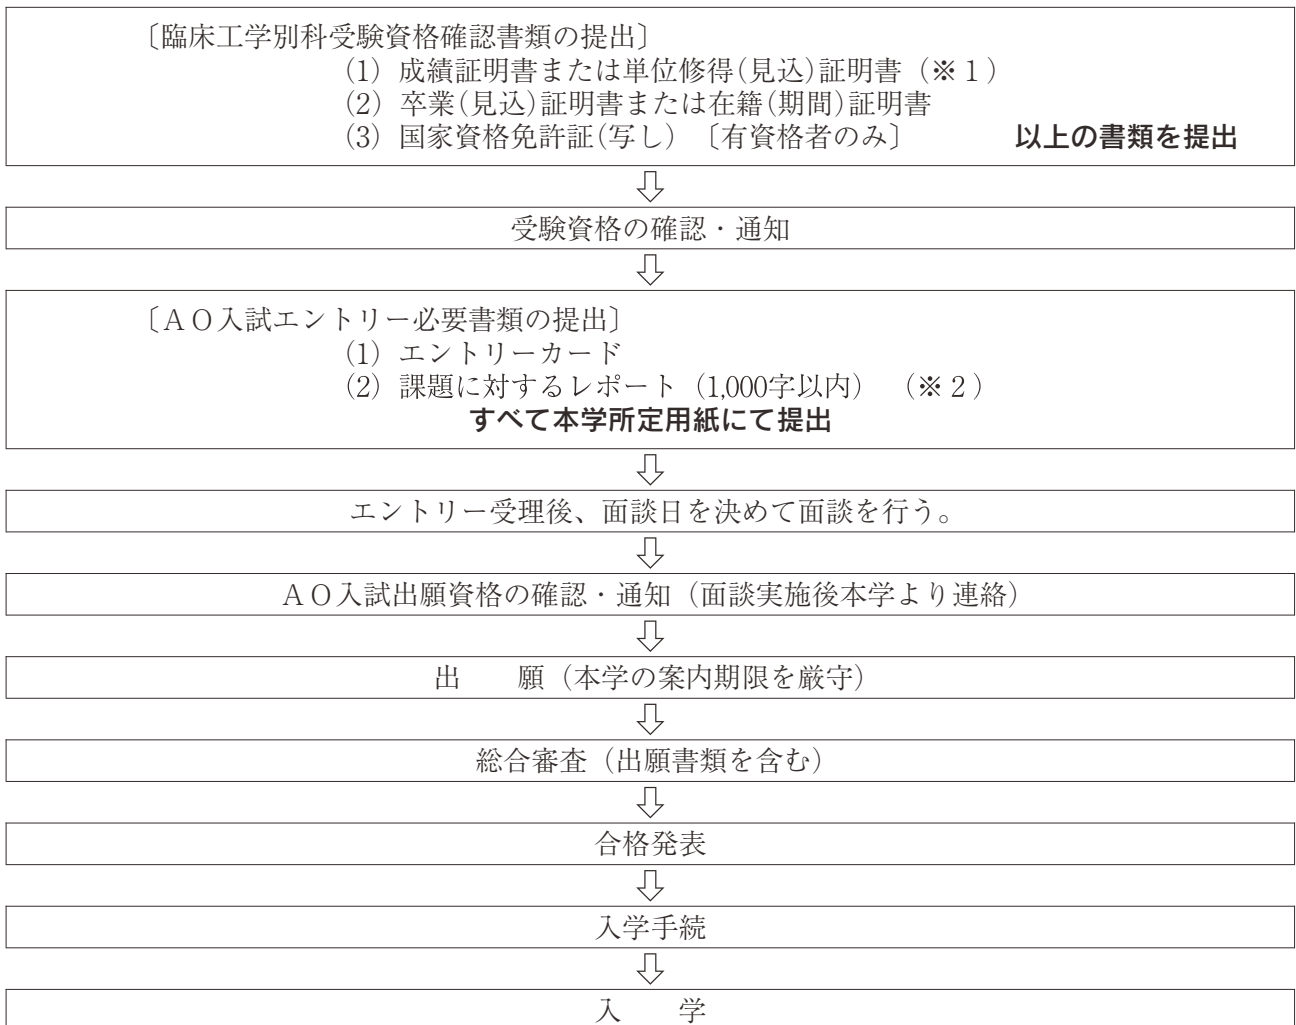 〔臨床工学別科受験資格確認書類の提出〕
(1) 成績証明書または単位修得(見込)証明書(※1)
(2) 卒業(見込)証明書または在籍(期間)証明書
(3) 国家資格免許証(写し)〔有資格者のみ〕 以上の書類を提出
受験資格の確認・通知
〔AO入試エントリー必要書類の提出〕
(1) エントリーカード
(2) 課題に対するレポート(1,000字以内) (※2)
すべて本学所定用紙にて提出
エントリー受理後、面談日を決めて面談を行う。
AO入試出願資格の確認・通知(面談実施後本学より連絡)
出 願(本学の案内期限を厳守)
総合審査(出願書類を含む)
合格発表
入学手続
入 学